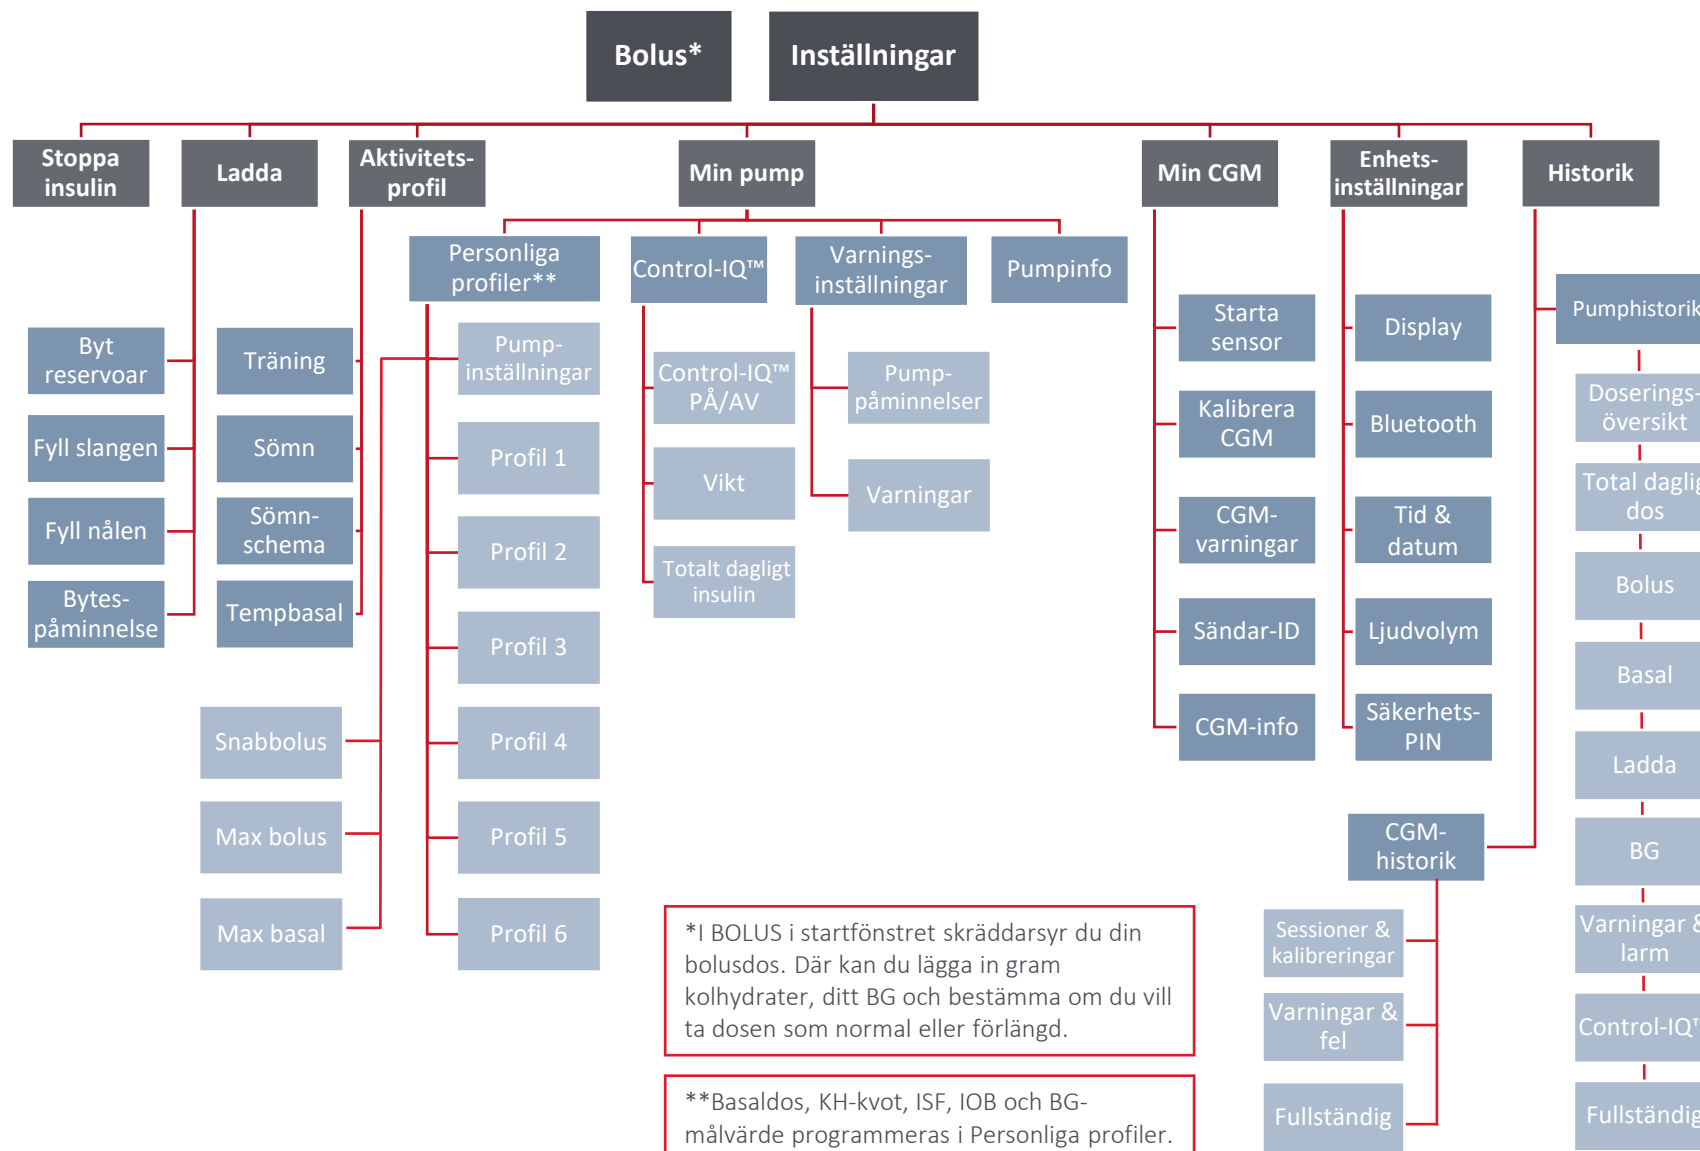 Bolus*
Inställningar
Stoppa
insulin
Ladda
Aktivitets-
profil
Min pump
Min CGM
Enhets-
inställningar
Historik
Personliga
profiler**
Control-IQ™
Varnings-
inställningar
Pumpinfo
Byt
reservoar
Fyll slangen
Fyll nålen
Bytes-
påminnelse
Träning
Sömn
Sömn-
schema
Tempbasal
Pump-
inställningar
Profil 1
Profil 2
Profil 3
Profil 4
Profil 5
Profil 6
Snabbolus
Max bolus
Max basal
Control-IQ™
PÅ/AV
Vikt
Totalt dagligt
insulin
Pump-
påminnelser
Varningar
Starta
sensor
Kalibrera
CGM
CGM-
varningar
Sändar-ID
CGM-info
Display
Bluetooth
Tid &
datum
Ljudvolym
Säkerhets-
PIN
Pumphistorik
Doserings-
översikt
Total daglig
dos
Bolus
Basal
Ladda
BG
Varningar &
larm
Control-IQ™
Fullständig
CGM-
historik
Sessioner &
kalibreringar
Varningar &
fel
Fullständig
*I BOLUS i startfönstret skräddarsyr du din
bolusdos. Där kan du lägga in gram
kolhydrater, ditt BG och bestämma om du vill
ta dosen som normal eller förlängd.
**Basaldos, KH-kvot, ISF, IOB och BG-
målvärde programmeras i Personliga profiler.